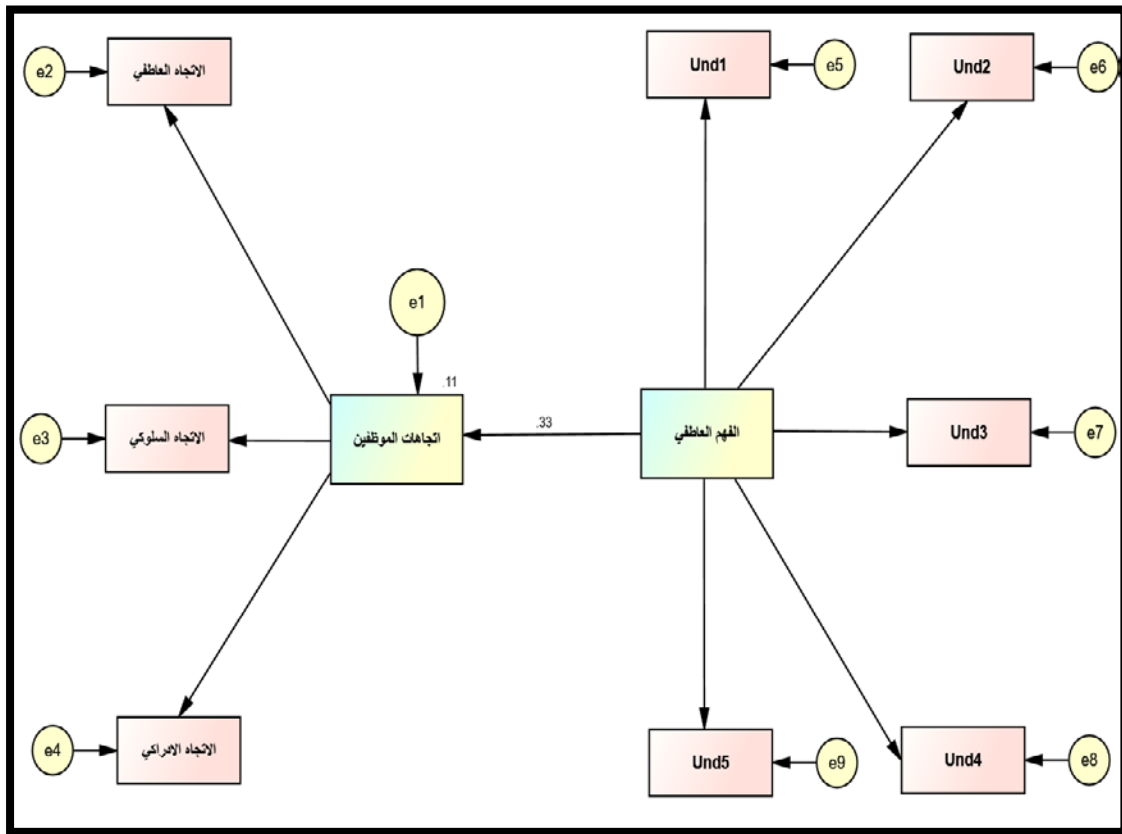 e2
الاتجاه العاطفي
Und1
e5
Und2
e6
e1
.11
اتجاهات الموظفين
.33
الفهم العاطفي
e3
الاتجاه السلوكي
Und3
e7
e4
الاتجاه الادراكي
Und5
e9
Und4
e8